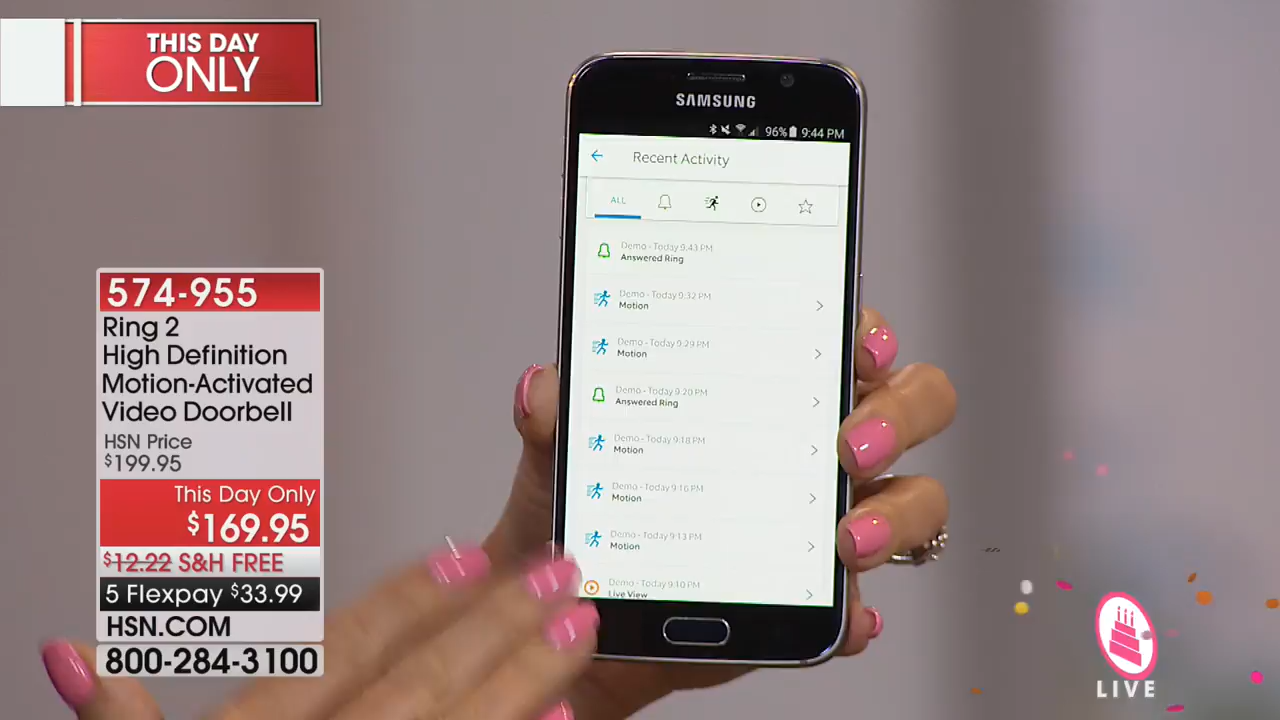 THIS DAY
ONLY
574-955
Ring 2
High Definition
Motion-Activated
Video Doorbell
HSN Price
$199.95
This Day Only
$169.95
$12.22 S&H FREE
5 Flexpay $33.99
HSN.COM
800-284-3100
SAMSUNG
96% 9:44 PM
Recent Activity
ALL
Demo - Today 9:43 PM
Answered Ring
Demo - Today 9:32 PM
Motion
Demo - Today 9:29 PM
Motion
Demo - Today 9:20 PM
Answered Ring
Demo - Today 9:18 PM
Motion
Demo - Today 9:16 PM
Motion
Demo - Today 9:13 PM
Motion
Demo - Today 9:10 PM
Live View
LIVE